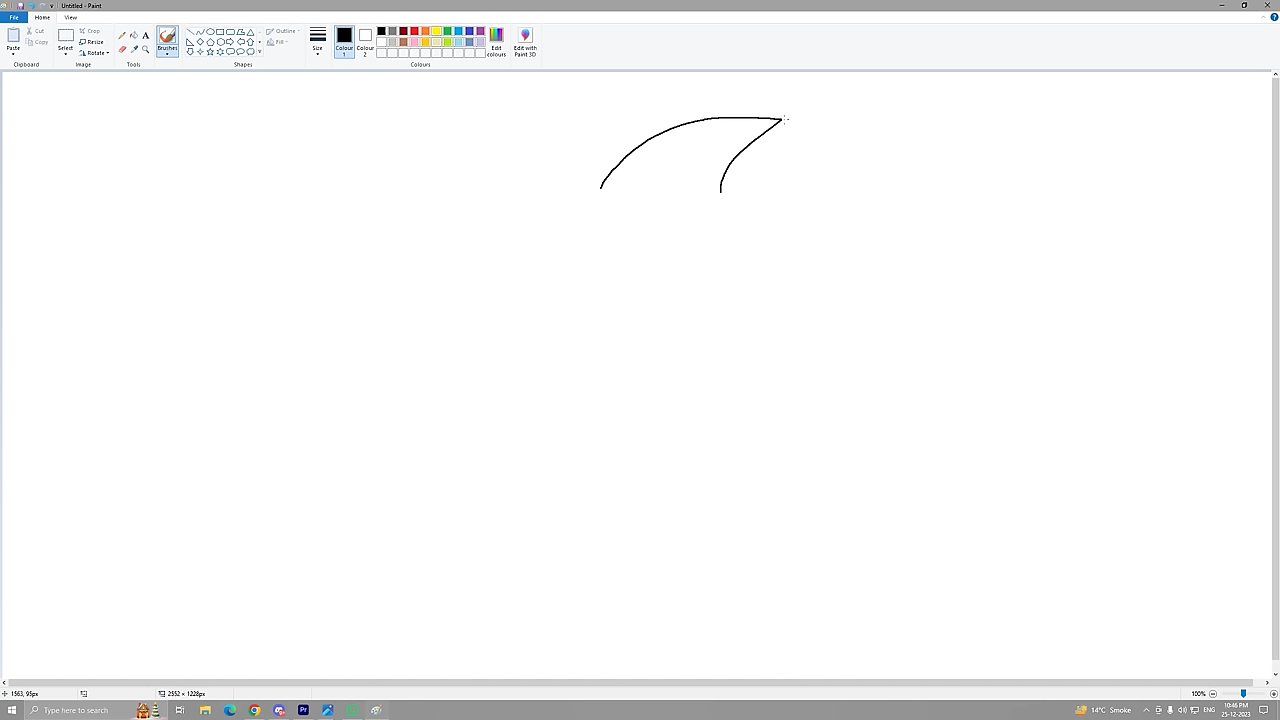 Untitled - Paint
File Home View
Paste Cut Copy Select Crop Resize Rotate A Brushes Outline Fill Size Colour 1 Colour 2 Edit colours Edit with Paint 3D
Clipboard Image Tools Shapes Colours
1563, 95px 2552 × 1228px 100%
Type here to search Pr 14°C Smoke ENG 10:46 PM 25-12-2023